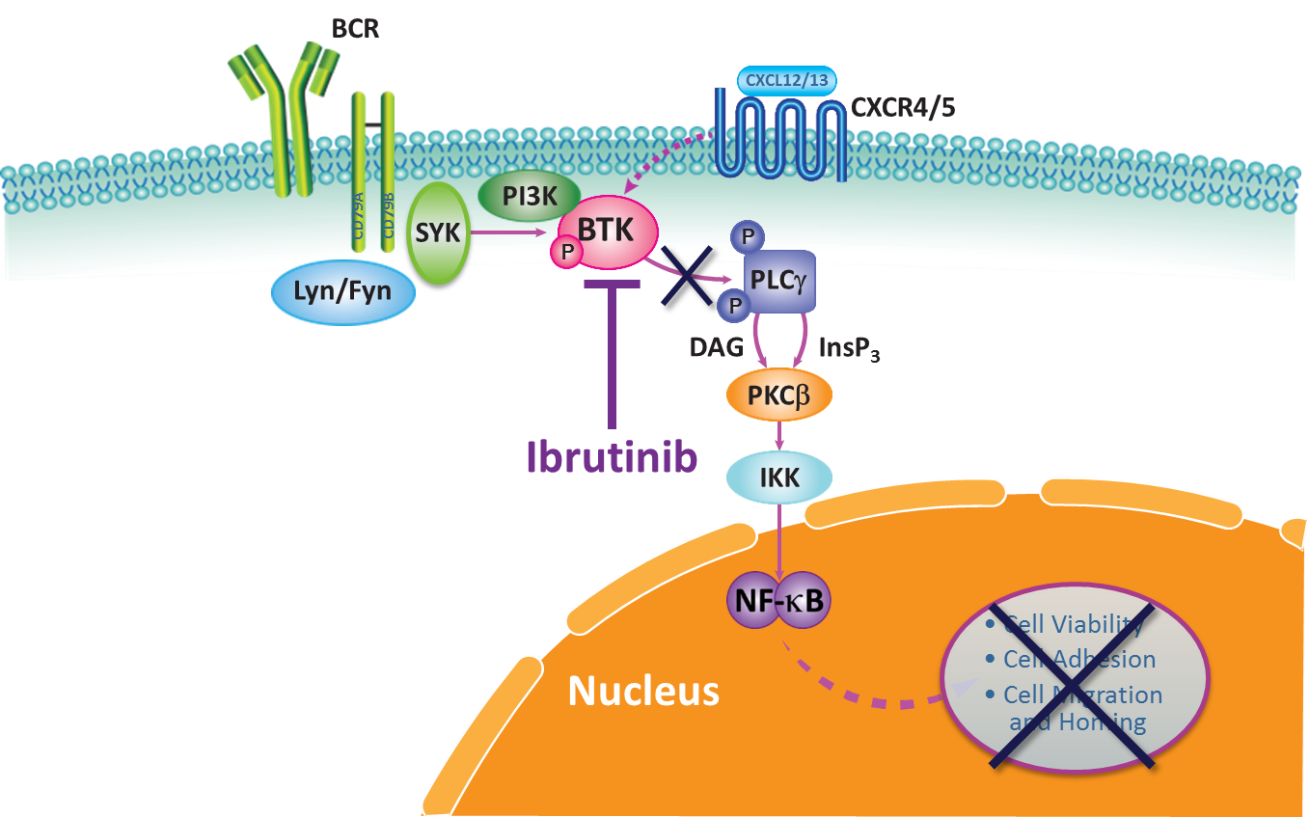 BCR
CXCL12/13
CXCR4/5
CD79A
CD79B
PI3K
SYK
BTK
P
Lyn/Fyn
P
PLCγ
P
DAG
InsP₃
PKCβ
Ibrutinib
IKK
NF-κB
• Cell Viability
• Cell Adhesion
• Cell Migration
and Homing
Nucleus